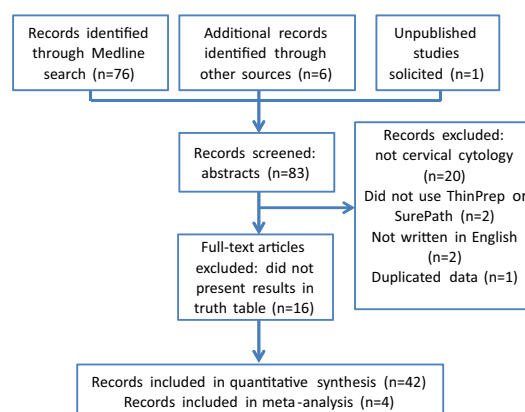 Records identified
through Medline
search (n=76)
Additional records
identified through
other sources (n=6)
Unpublished
studies
solicited (n=1)
Records screened:
abstracts (n=83)
Records excluded:
not cervical cytology
(n=20)
Did not use ThinPrep or
SurePath (n=2)
Not written in English
(n=2)
Duplicated data (n=1)
Full-text articles
excluded: did not
present results in
truth table (n=16)
Records included in quantitative synthesis (n=42)
Records included in meta-analysis (n=4)